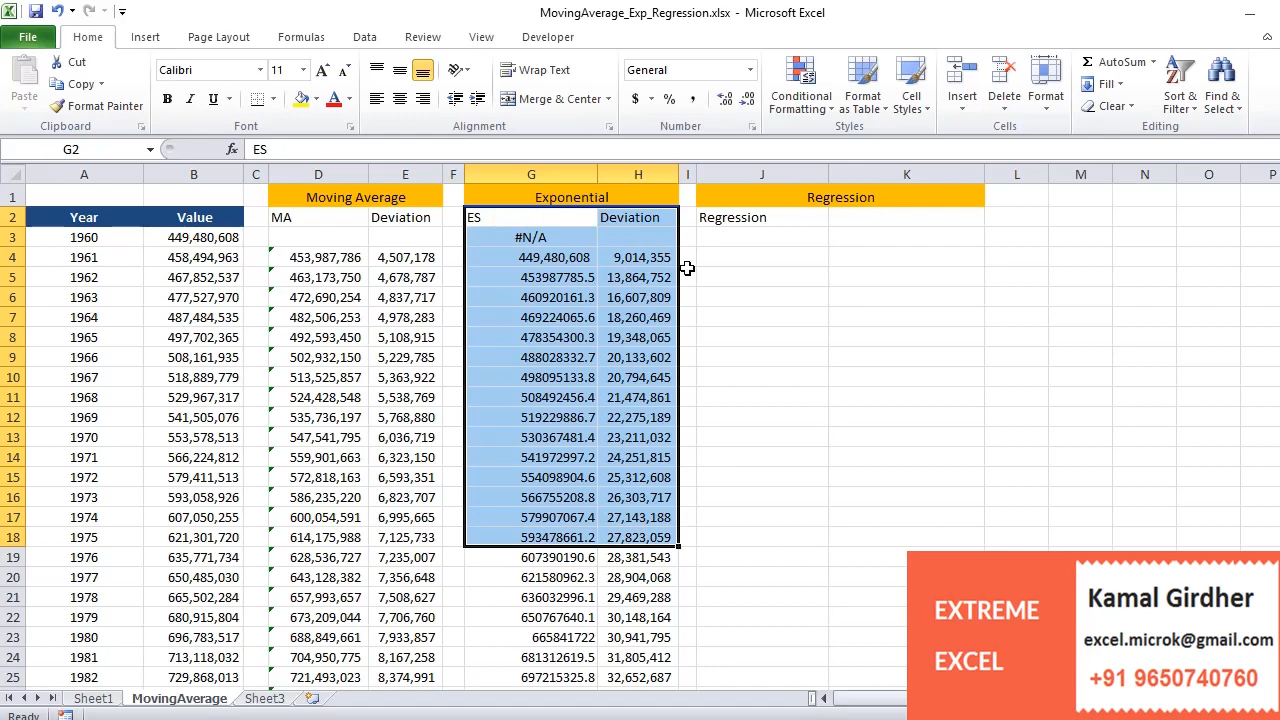 MovingAverage_Exp_Regression.xlsx - Microsoft Excel
File Home Insert Page Layout Formulas Data Review View Developer
Paste Cut Copy Format Painter
Calibri 11
B I U
Wrap Text
Merge & Center
General
$ % ,
Conditional Formatting Format as Table Cell Styles
Insert Delete Format
Σ AutoSum Fill Clear
Sort & Filter Find & Select
Clipboard Font Alignment Number Styles Cells Editing
G2 fx ES
A B C D E F G H I J K L M N O P
1 Moving Average Exponential Regression
2 Year Value MA Deviation ES Deviation Regression
3 1960 449,480,608 #N/A
4 1961 458,494,963 453,987,786 4,507,178 449,480,608 9,014,355
5 1962 467,852,537 463,173,750 4,678,787 453987785.5 13,864,752
6 1963 477,527,970 472,690,254 4,837,717 460920161.3 16,607,809
7 1964 487,484,535 482,506,253 4,978,283 469224065.6 18,260,469
8 1965 497,702,365 492,593,450 5,108,915 478354300.3 19,348,065
9 1966 508,161,935 502,932,150 5,229,785 488028332.7 20,133,602
10 1967 518,889,779 513,525,857 5,363,922 498095133.8 20,794,645
11 1968 529,967,317 524,428,548 5,538,769 508492456.4 21,474,861
12 1969 541,505,076 535,736,197 5,768,880 519229886.7 22,275,189
13 1970 553,578,513 547,541,795 6,036,719 530367481.4 23,211,032
14 1971 566,224,812 559,901,663 6,323,150 541972997.2 24,251,815
15 1972 579,411,513 572,818,163 6,593,351 554098904.6 25,312,608
16 1973 593,058,926 586,235,220 6,823,707 566755208.8 26,303,717
17 1974 607,050,255 600,054,591 6,995,665 579907067.4 27,143,188
18 1975 621,301,720 614,175,988 7,125,733 593478661.2 27,823,059
19 1976 635,771,734 628,536,727 7,235,007 607390190.6 28,381,543
20 1977 650,485,030 643,128,382 7,356,648 621580962.3 28,904,068
21 1978 665,502,284 657,993,657 7,508,627 636032996.1 29,469,288
22 1979 680,915,804 673,209,044 7,706,760 650767640.1 30,148,164
23 1980 696,783,517 688,849,661 7,933,857 665841722 30,941,795
24 1981 713,118,032 704,950,775 8,167,258 681312619.5 31,805,412
25 1982 729,868,013 721,493,023 8,374,991 697215325.8 32,652,687
EXTREME
EXCEL
Kamal Girdher
excel.microk@gmail.com
+91 9650740760
Sheet1 MovingAverage Sheet3
Ready